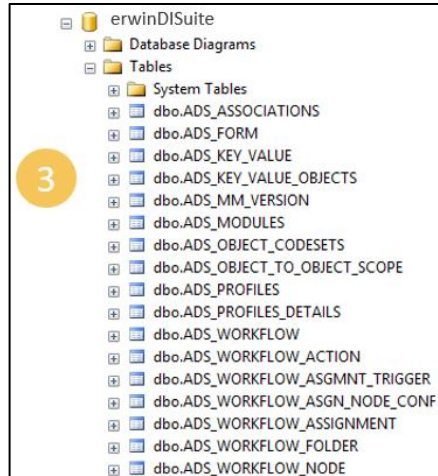 erwinDISuite
Database Diagrams
Tables
System Tables
dbo.ADS_ASSOCIATIONS
dbo.ADS_FORM
dbo.ADS_KEY_VALUE
3
dbo.ADS_KEY_VALUE_OBJECTS
dbo.ADS_MM_VERSION
dbo.ADS_MODULES
dbo.ADS_OBJECT_CODESETS
dbo.ADS_OBJECT_TO_OBJECT_SCOPE
dbo.ADS_PROFILES
dbo.ADS_PROFILES_DETAILS
dbo.ADS_WORKFLOW
dbo.ADS_WORKFLOW_ACTION
dbo.ADS_WORKFLOW_ASGMNT_TRIGGER
dbo.ADS_WORKFLOW_ASGN_NODE_CONF
dbo.ADS_WORKFLOW_ASSIGNMENT
dbo.ADS_WORKFLOW_FOLDER
dbo.ADS_WORKFLOW_NODE